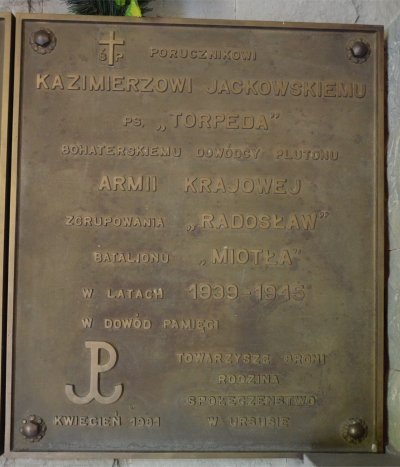 Ś P
PORUCZNIKOWI
KAZIMIERZOWI JACKOWSKIEMU
PS. „TORPEDA"
BOHATERSKIEMU DOWÓDCY PLUTONU
ARMII KRAJOWEJ
ZGRUPOWANIA „RADOSŁAW"
BATALIONU „MIOTŁA"
W LATACH 1939-1945
W DOWÓD PAMIĘCI
TOWARZYSZE BRONI
RODZINA
SPOŁECZEŃSTWO
W URSUSIE
KWIECIEŃ 1991